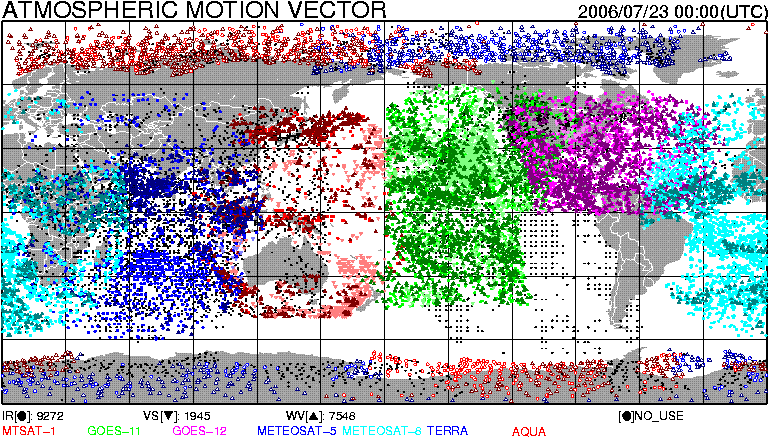 ATMOSPHERIC MOTION VECTOR 2006/07/23 00:00(UTC)
IR[●]: 9272 VS[▼]: 1945 WV[▲]: 7548 [●]NO_USE
MTSAT-1 GOES-11 GOES-12 METEOSAT-5 METEOSAT-8 TERRA AQUA